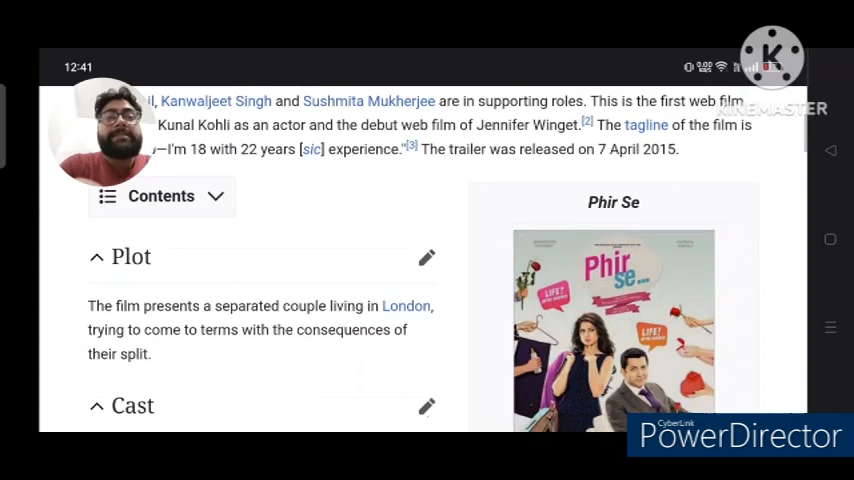 12:41
0.00
KINEMASTER
Kanwaljeet Singh and Sushmita Mukherjee are in supporting roles. This is the first web film
Kunal Kohli as an actor and the debut web film of Jennifer Winget.[2] The tagline of the film is
—I'm 18 with 22 years [sic] experience."[3] The trailer was released on 7 April 2015.
Contents
Phir Se
Plot
The film presents a separated couple living in London,
trying to come to terms with the consequences of
their split.
Cast
Phir
se...
LIFE?
LIFE?
CyberLink
PowerDirector